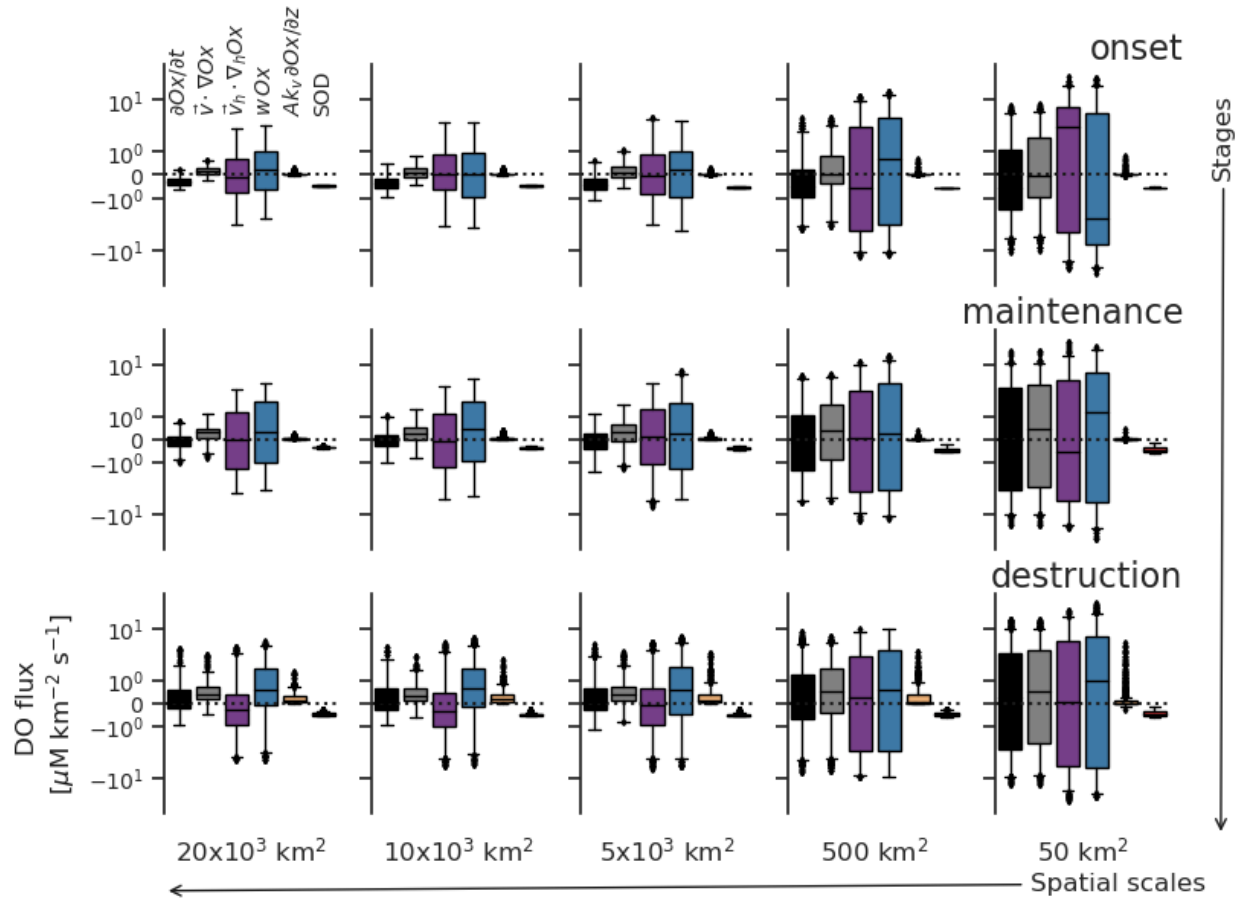 onset
∂Ox/∂t
v⃗ · ∇Ox
v⃗ₕ · ∇ₕOx
wOx
Akᵥ ∂Ox/∂z
SOD
10¹
10⁰
0
−10⁰
−10¹
Stages
maintenance
10¹
10⁰
0
−10⁰
−10¹
destruction
DO flux
[μM km⁻² s⁻¹]
10¹
10⁰
0
−10⁰
−10¹
20x10³ km²
10x10³ km²
5x10³ km²
500 km²
50 km²
Spatial scales